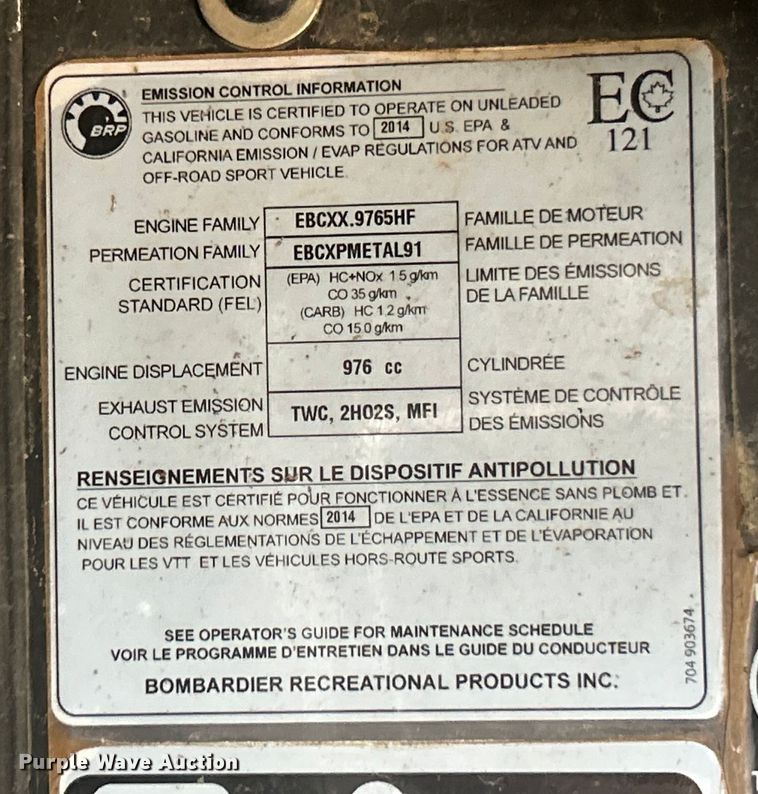 BRP
EMISSION CONTROL INFORMATION
THIS VEHICLE IS CERTIFIED TO OPERATE ON UNLEADED
GASOLINE AND CONFORMS TO 2014 U.S. EPA &
CALIFORNIA EMISSION / EVAP REGULATIONS FOR ATV AND
OFF-ROAD SPORT VEHICLE.
EC
121
ENGINE FAMILY EBCXX.9765HF FAMILLE DE MOTEUR
PERMEATION FAMILY EBCXPMETAL91 FAMILLE DE PERMEATION
CERTIFICATION (EPA) HC+NOx 1.5 g/km LIMITE DES ÉMISSIONS
STANDARD (FEL) CO 35 g/km DE LA FAMILLE
(CARB) HC 1.2 g/km
CO 15.0 g/km
ENGINE DISPLACEMENT 976 cc CYLINDRÉE
EXHAUST EMISSION TWC, 2HO2S, MFI SYSTÈME DE CONTRÔLE
CONTROL SYSTEM DES ÉMISSIONS
RENSEIGNEMENTS SUR LE DISPOSITIF ANTIPOLLUTION
CE VÉHICULE EST CERTIFIÉ POUR FONCTIONNER À L'ESSENCE SANS PLOMB ET
IL EST CONFORME AUX NORMES 2014 DE L'EPA ET DE LA CALIFORNIE AU
NIVEAU DES RÉGLEMENTATIONS DE L'ÉCHAPPEMENT ET DE L'ÉVAPORATION
POUR LES VTT ET LES VÉHICULES HORS-ROUTE SPORTS.
SEE OPERATOR'S GUIDE FOR MAINTENANCE SCHEDULE
VOIR LE PROGRAMME D'ENTRETIEN DANS LE GUIDE DU CONDUCTEUR
BOMBARDIER RECREATIONAL PRODUCTS INC.
704 903674
Purple Wave Auction